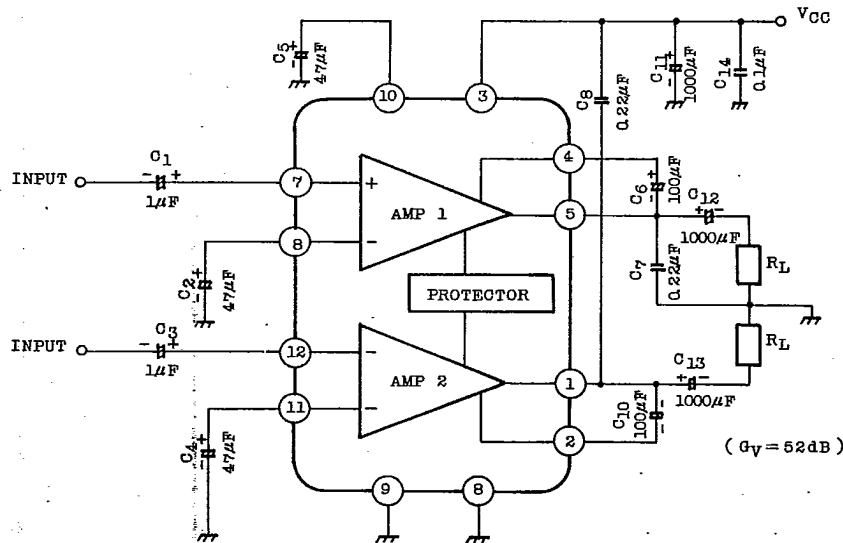 VCC
C5
- +
47μF
10
3
C8
0.22μF
C11
- +
1000μF
C14
0.1μF
INPUT
C1
- +
1μF
7
+
AMP 1
4
C6
- +
100μF
5
C12
+ -
1000μF
8
-
C2
- +
47μF
C7
0.22μF
RL
PROTECTOR
INPUT
C3
- +
1μF
12
-
AMP 2
RL
1
C13
+ -
1000μF
11
-
C4
- +
47μF
C10
100μF
-
2
(GV=52dB)
9
8